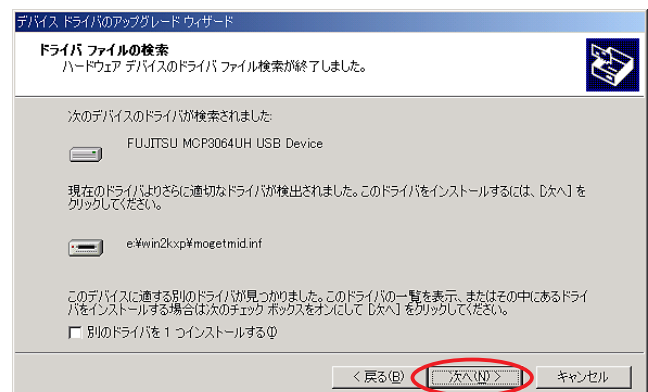 デバイス ドライバのアップグレード ウィザード
ドライバ ファイルの検索
ハードウェア デバイスのドライバ ファイル検索が終了しました。
次のデバイスのドライバが検索されました:
FUJITSU MCP3064UH USB Device
現在のドライバよりさらに適切なドライバが検出されました。このドライバをインストールするには、[次へ] を
クリックしてください。
e:¥win2kxp¥mogetmid.inf
このデバイスに適する別のドライバが見つかりました。このドライバの一覧を表示、またはその中にあるドライ
バをインストールする場合は次のチェック ボックスをオンにして [次へ] をクリックしてください。
別のドライバを 1 つインストールする(I)
< 戻る(B) 次へ(N) > キャンセル